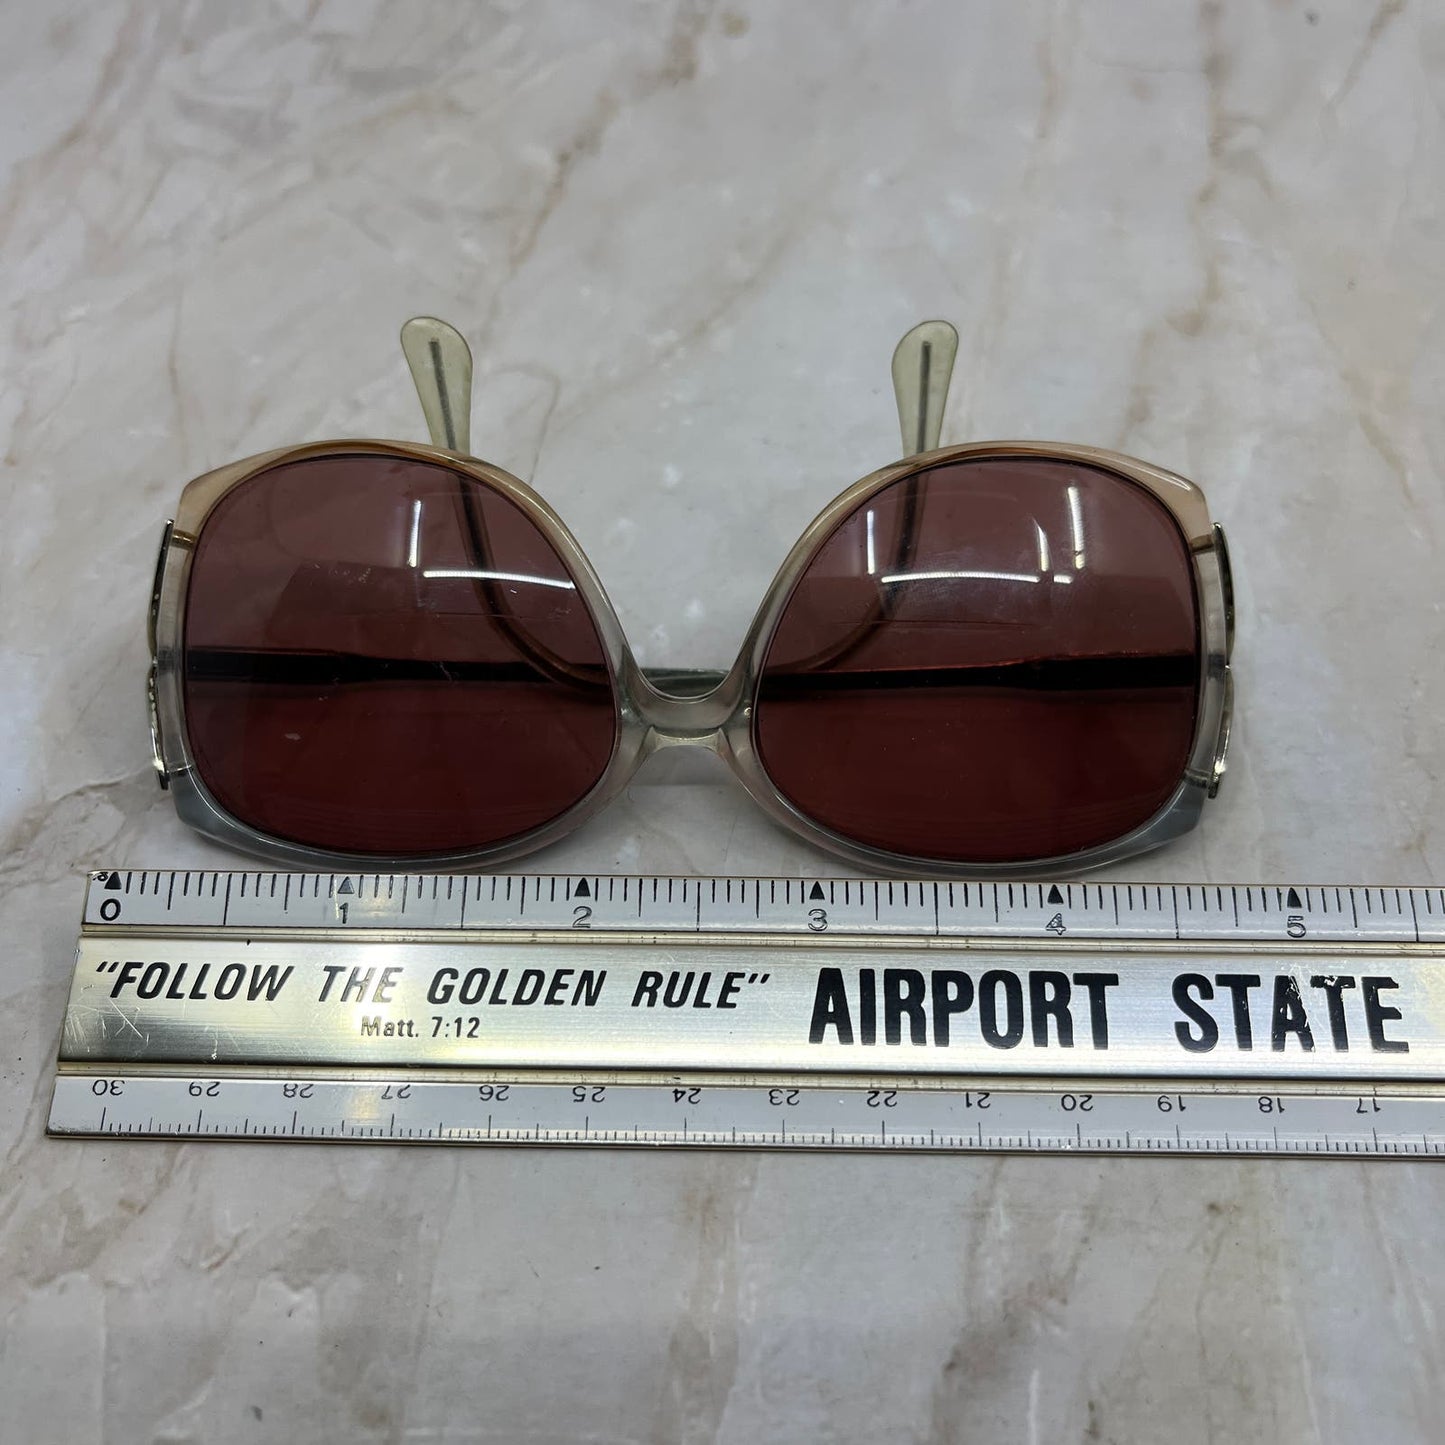 0 1 2 3 4 5
"FOLLOW THE GOLDEN RULE" AIRPORT STATE
Matt. 7:12
30 29 28 27 26 25 24 23 22 21 20 19 18 17